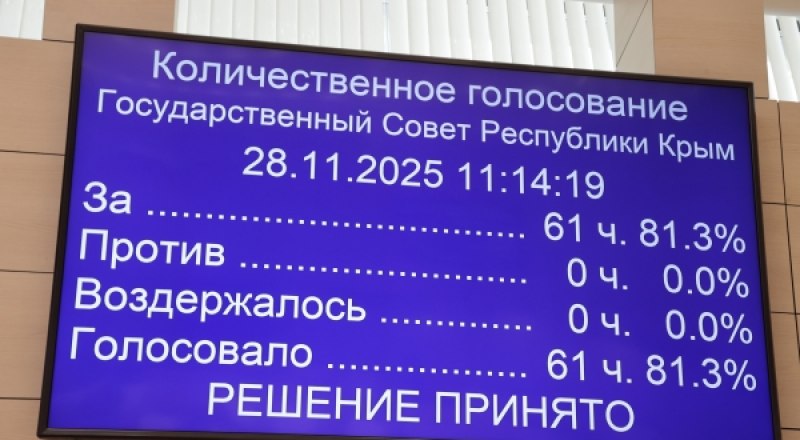 Количественное голосование
Государственный Совет Республики Крым
28.11.2025 11:14:19
За ................................ 61 ч. 81.3%
Против ........................ 0 ч. 0.0%
Воздержалось ............. 0 ч. 0.0%
Голосовало ................. 61 ч. 81.3%
РЕШЕНИЕ ПРИНЯТО